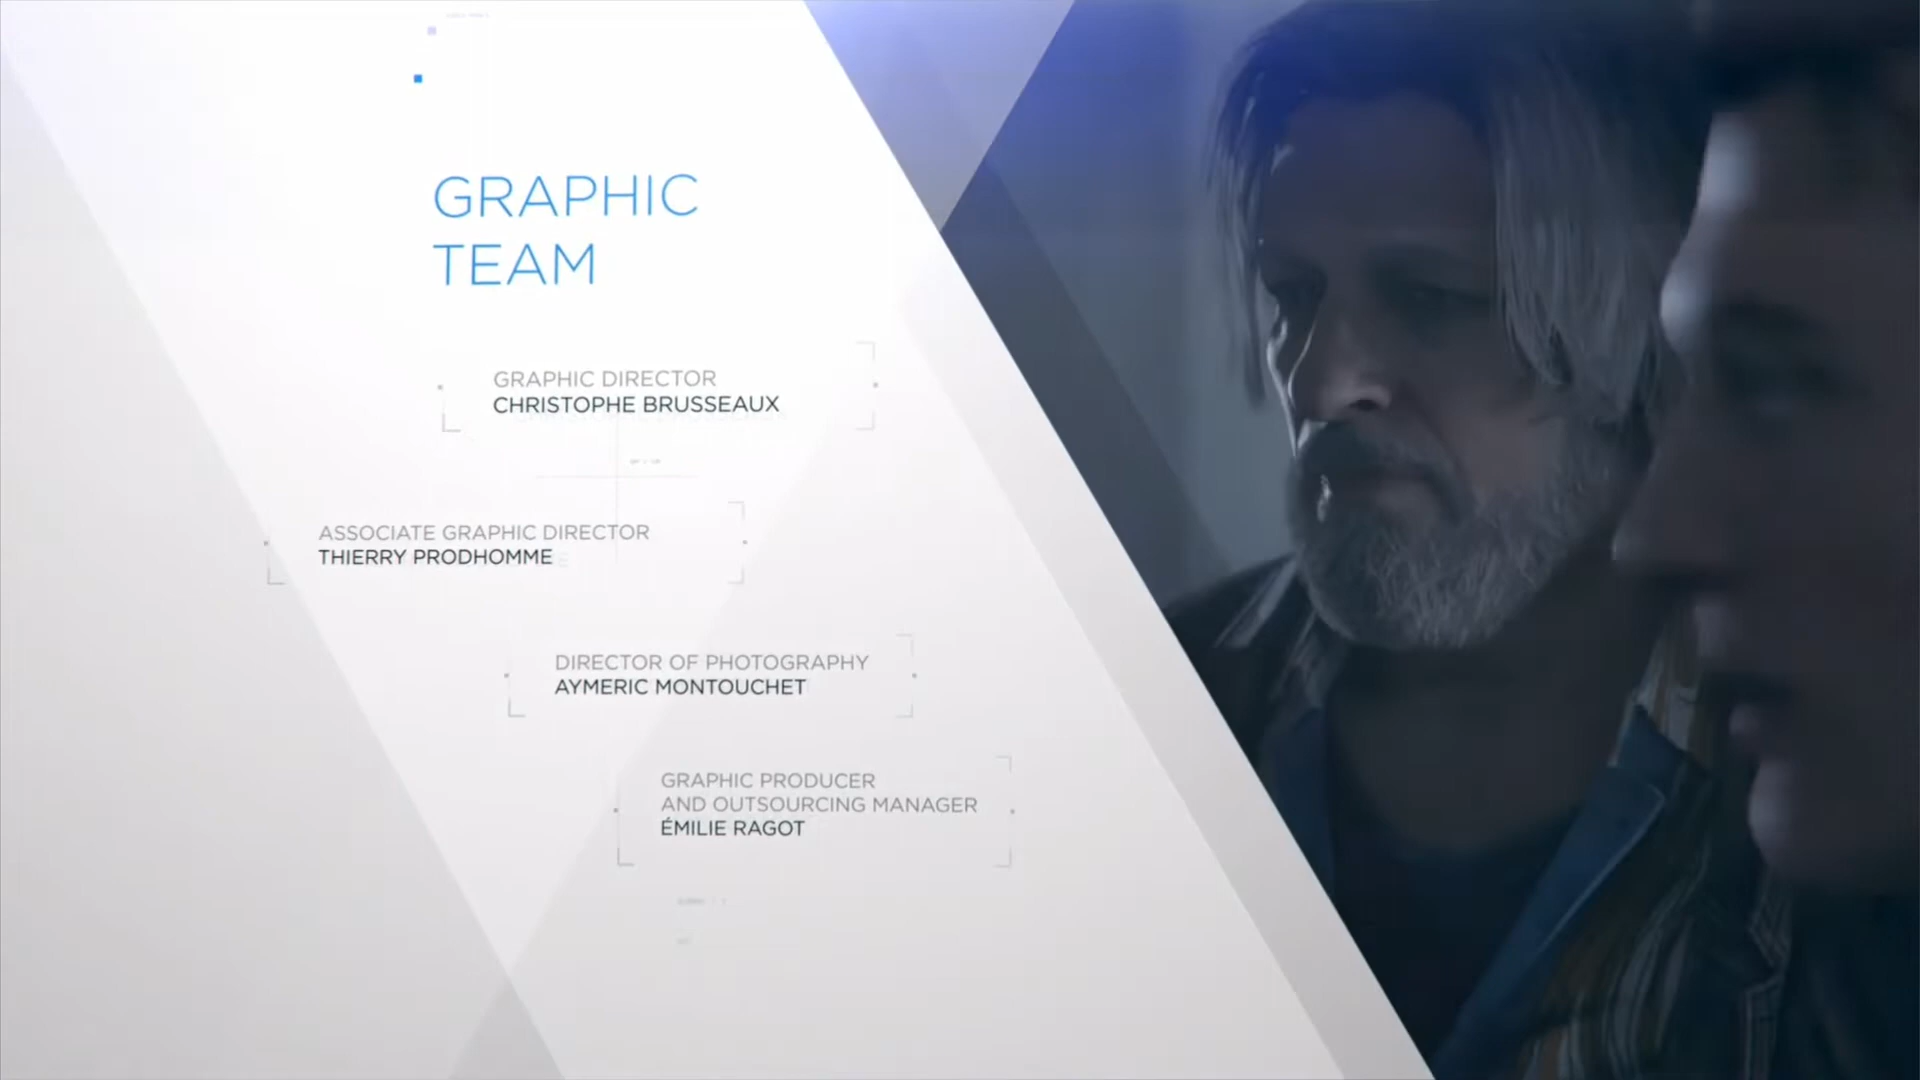 GRAPHIC
TEAM
GRAPHIC DIRECTOR
CHRISTOPHE BRUSSEAUX
ASSOCIATE GRAPHIC DIRECTOR
THIERRY PRODHOMME
DIRECTOR OF PHOTOGRAPHY
AYMERIC MONTOUCHET
GRAPHIC PRODUCER
AND OUTSOURCING MANAGER
ÉMILIE RAGOT